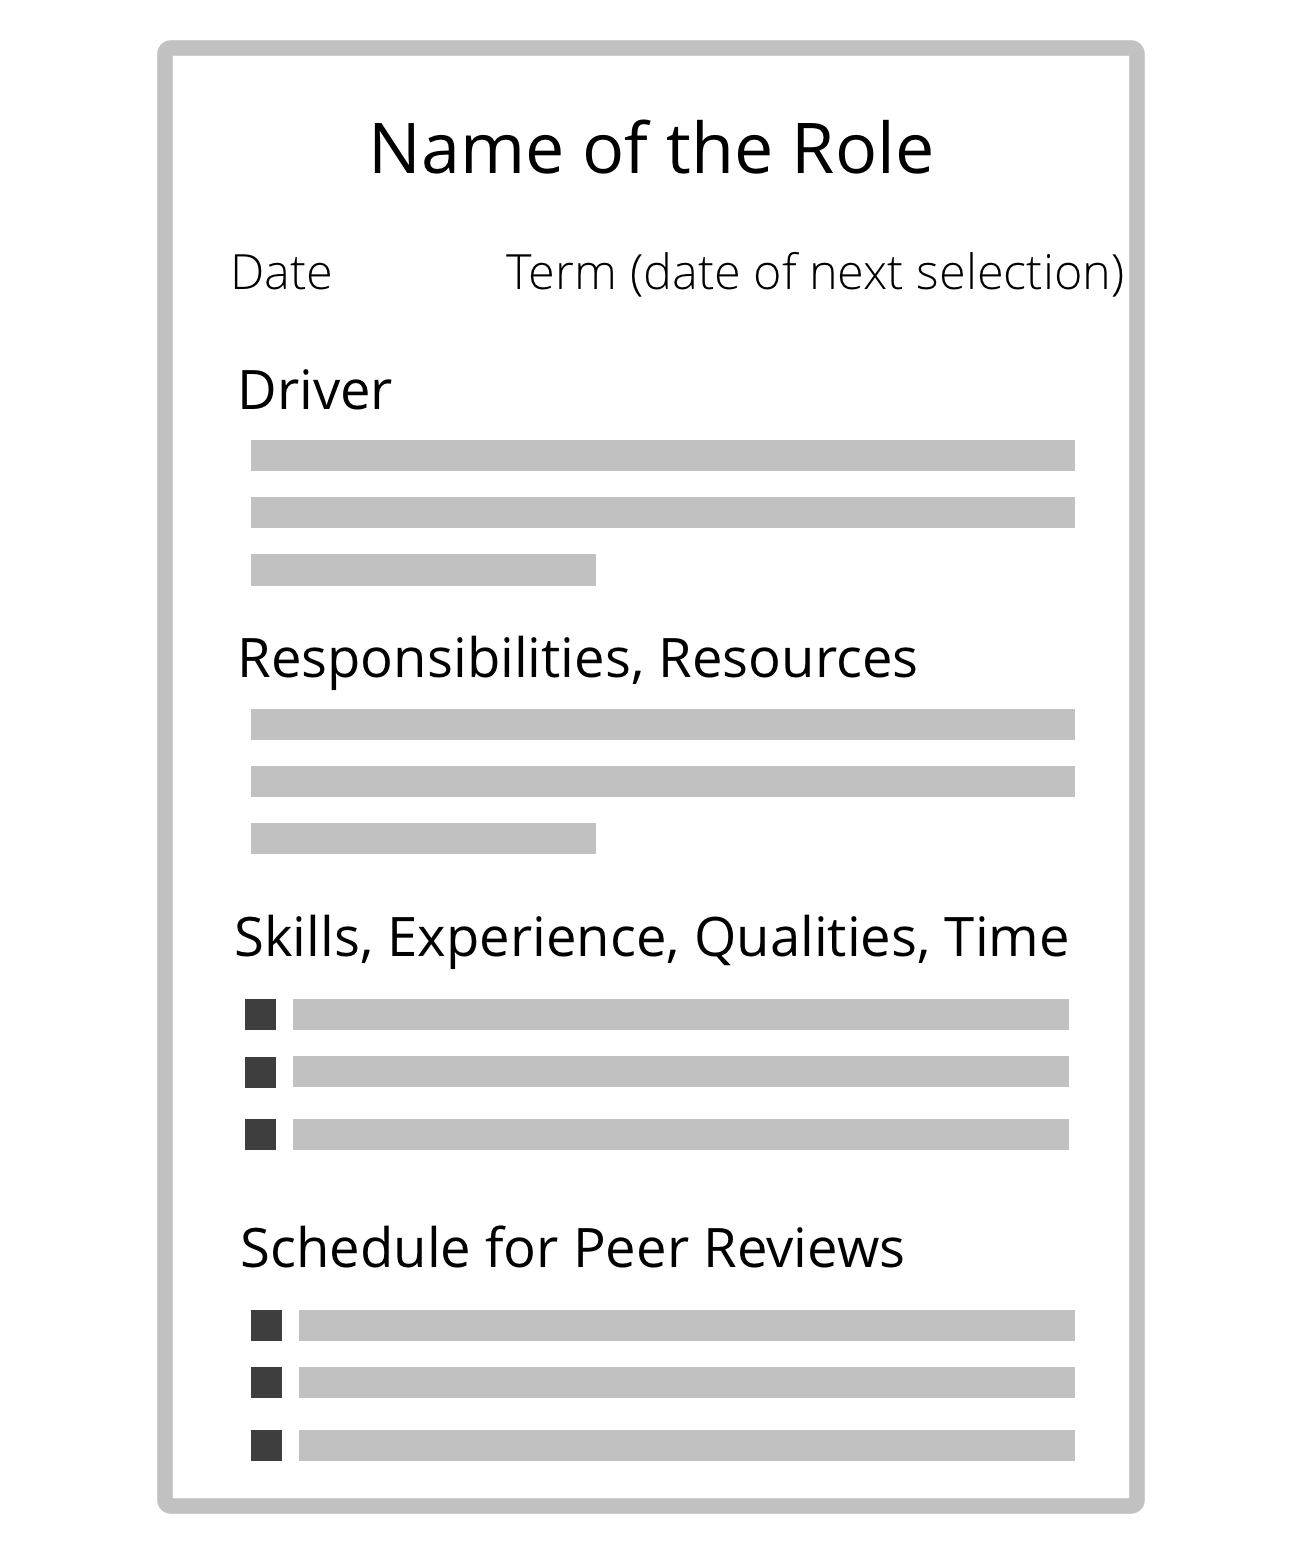 Name of the Role
Date Term (date of next selection)
Driver
Responsibilities, Resources
Skills, Experience, Qualities, Time
Schedule for Peer Reviews